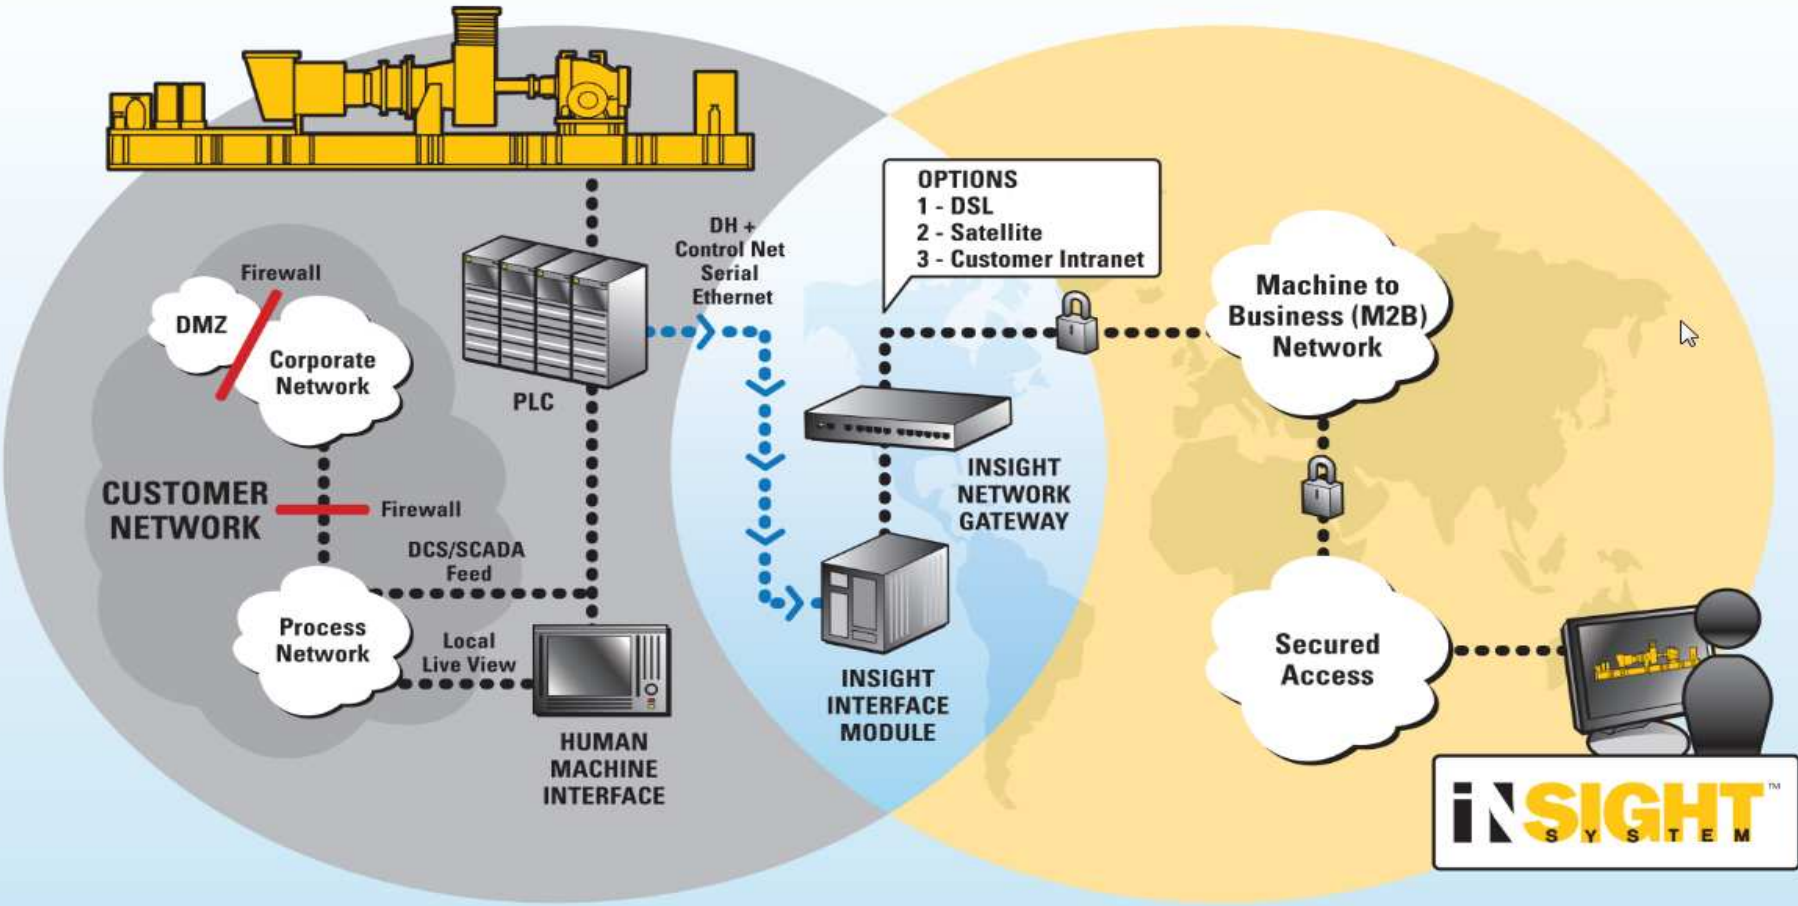 DH +
Control Net
Serial
Ethernet
OPTIONS
1 - DSL
2 - Satellite
3 - Customer Intranet
Firewall
DMZ
Corporate
Network
PLC
Machine to
Business (M2B)
Network
CUSTOMER
NETWORK
Firewall
INSIGHT
NETWORK
GATEWAY
DCS/SCADA
Feed
Process
Network
Local
Live View
HUMAN
MACHINE
INTERFACE
INSIGHT
INTERFACE
MODULE
Secured
Access
iNSIGHT™
SYSTEM